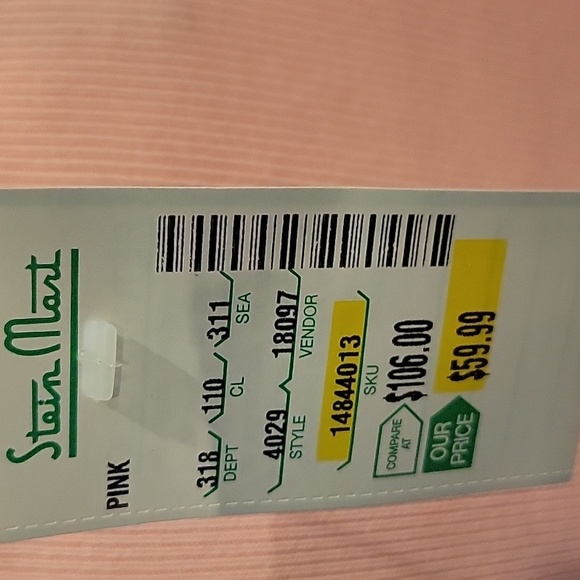 Stein Mart
PINK
318 110 311
DEPT CL SEA
4029 18097
STYLE VENDOR
14844013
SKU
COMPARE AT $106.00
OUR PRICE $59.99